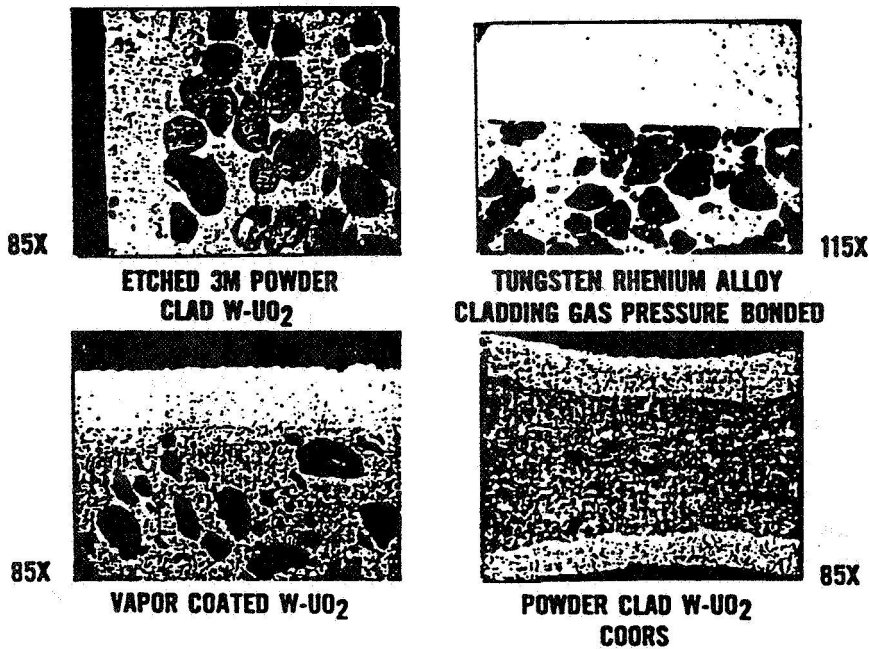 85X
ETCHED 3M POWDER
CLAD W-UO₂
115X
TUNGSTEN RHENIUM ALLOY
CLADDING GAS PRESSURE BONDED
85X
VAPOR COATED W-UO₂
85X
POWDER CLAD W-UO₂
COORS